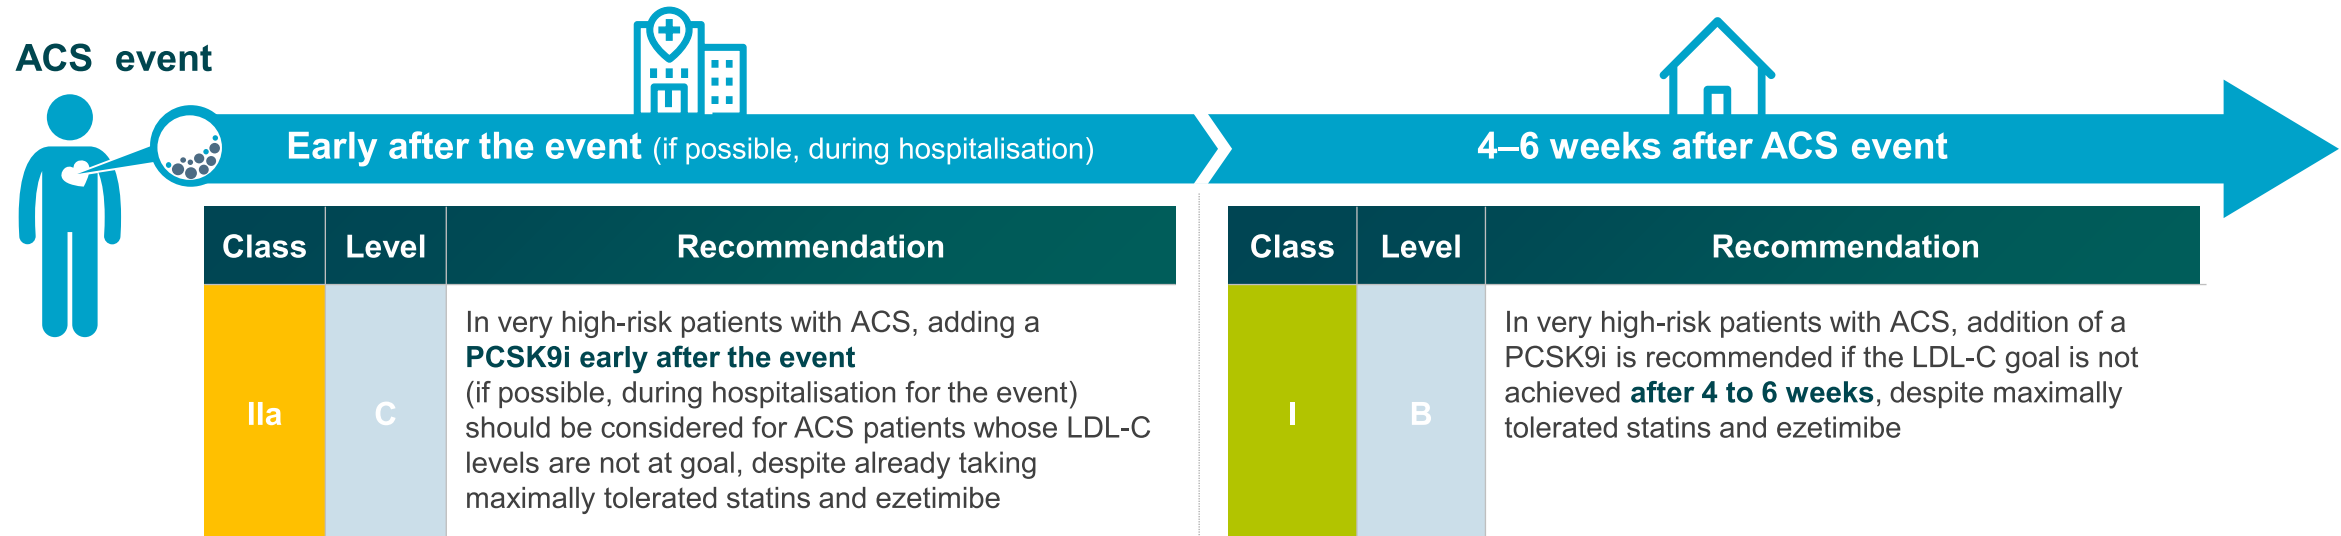 ACS event
Early after the event (if possible, during hospitalisation)
4–6 weeks after ACS event
Class Level Recommendation
IIa C
In very high-risk patients with ACS, adding a
PCSK9i early after the event
(if possible, during hospitalisation for the event)
should be considered for ACS patients whose LDL-C
levels are not at goal, despite already taking
maximally tolerated statins and ezetimibe
Class Level Recommendation
I B
In very high-risk patients with ACS, addition of a
PCSK9i is recommended if the LDL-C goal is not
achieved after 4 to 6 weeks, despite maximally
tolerated statins and ezetimibe